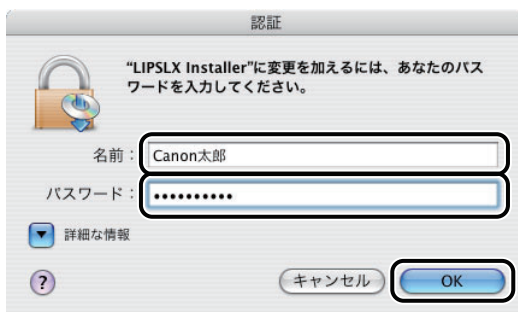 認証
“LIPSLX Installer”に変更を加えるには、あなたのパス
ワードを入力してください。
名前：
Canon太郎
パスワード：
••••••••••
詳細な情報
?
キャンセル
OK